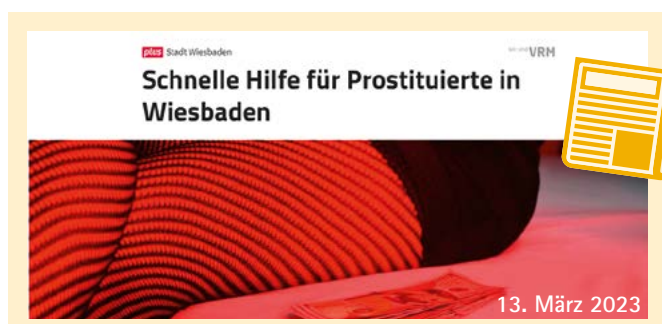 plus Stadt Wiesbaden
VRM
Schnelle Hilfe für Prostituierte in
Wiesbaden
13. März 2023